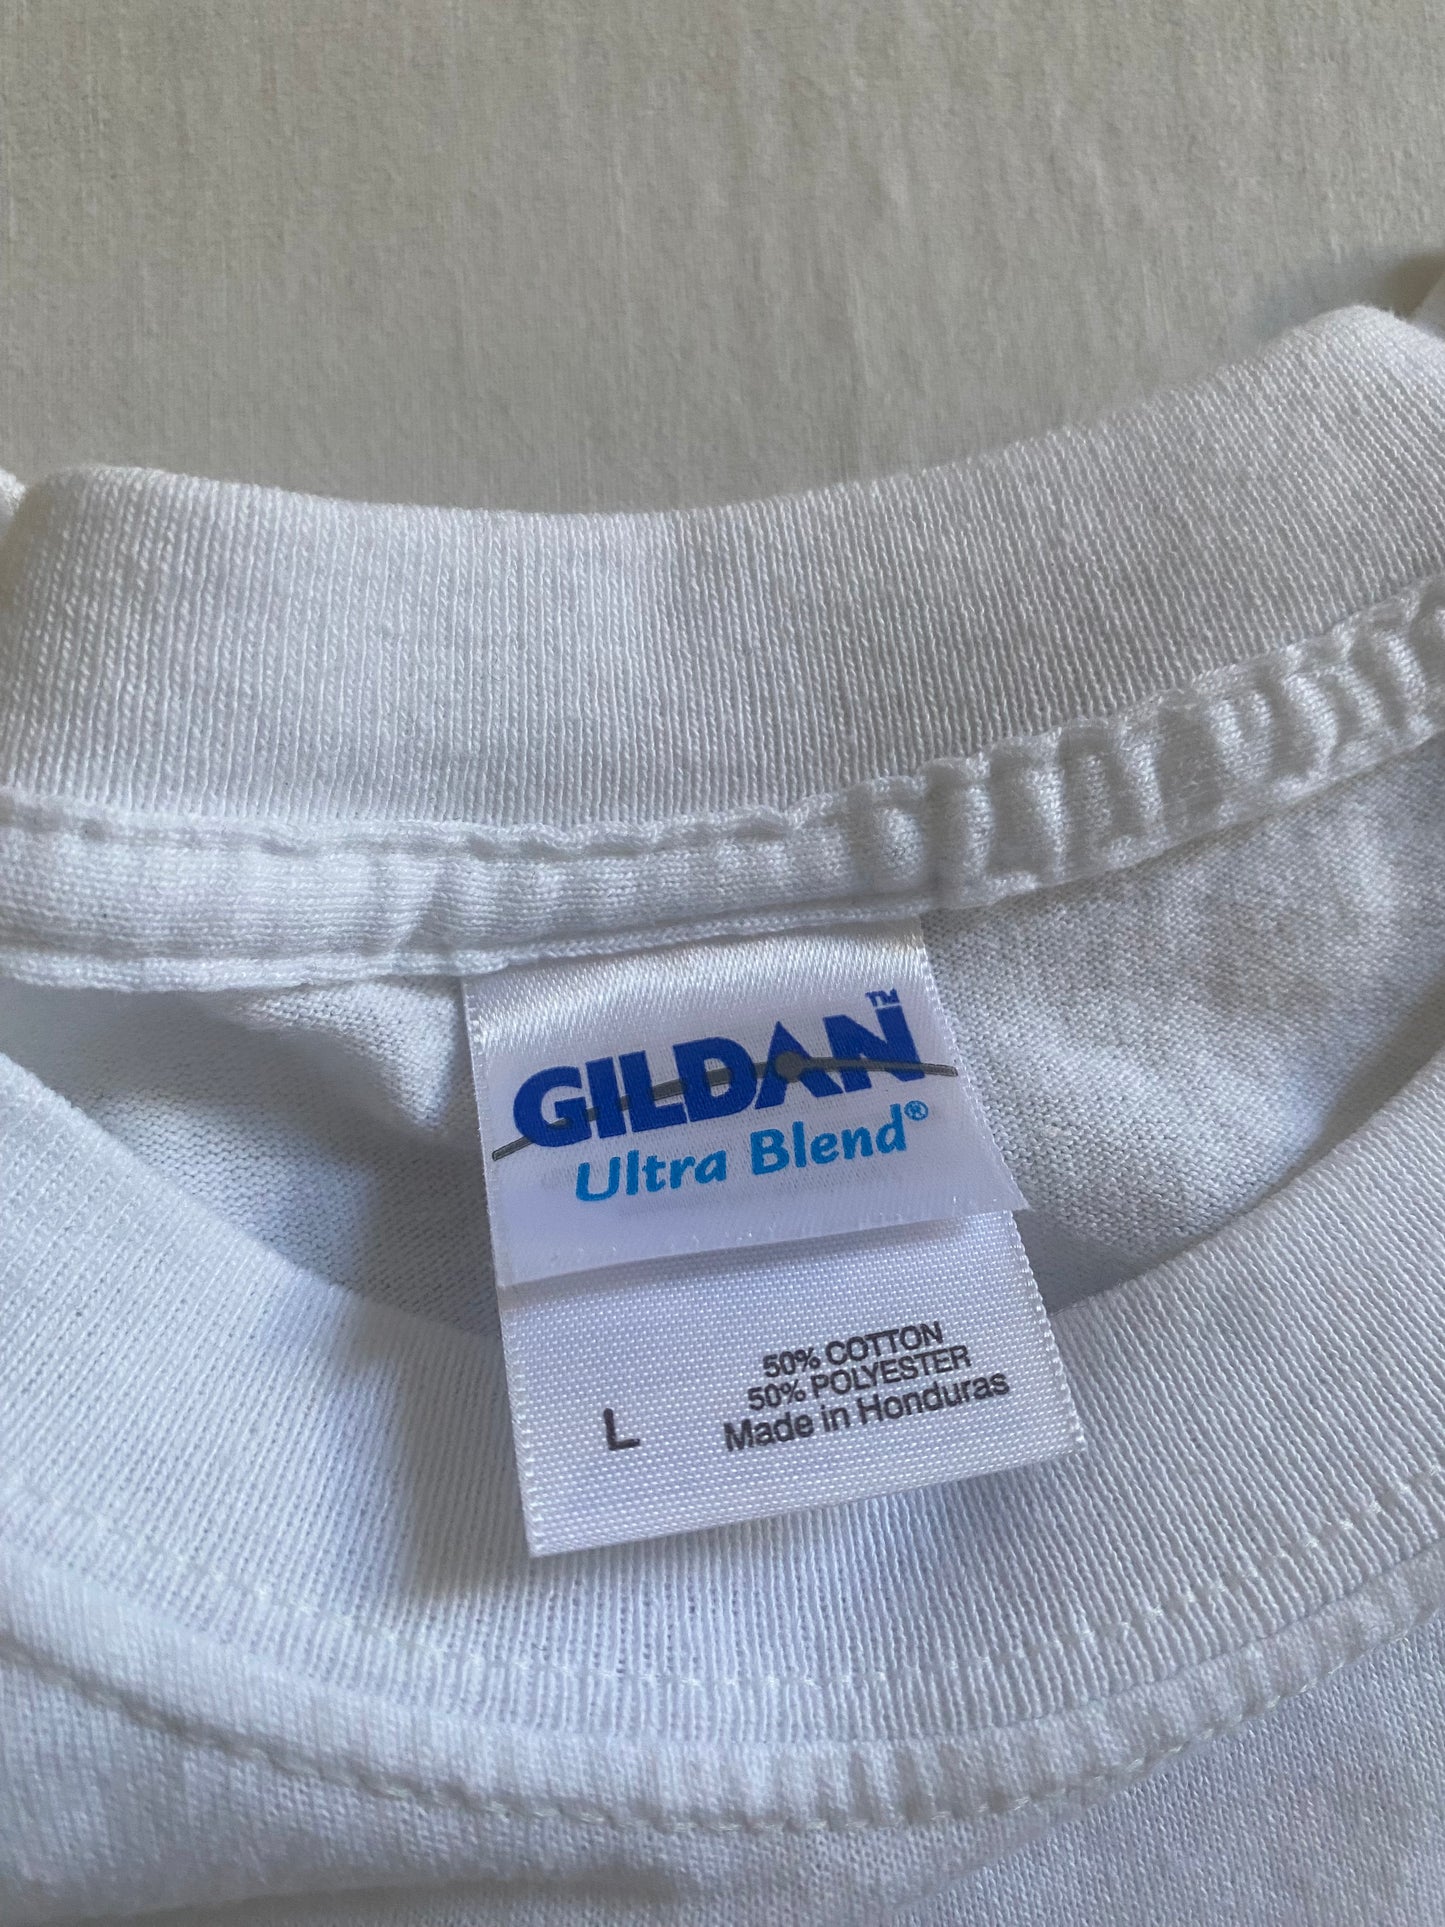 GILDAN™
Ultra Blend®
50% COTTON
50% POLYESTER
L Made in Honduras